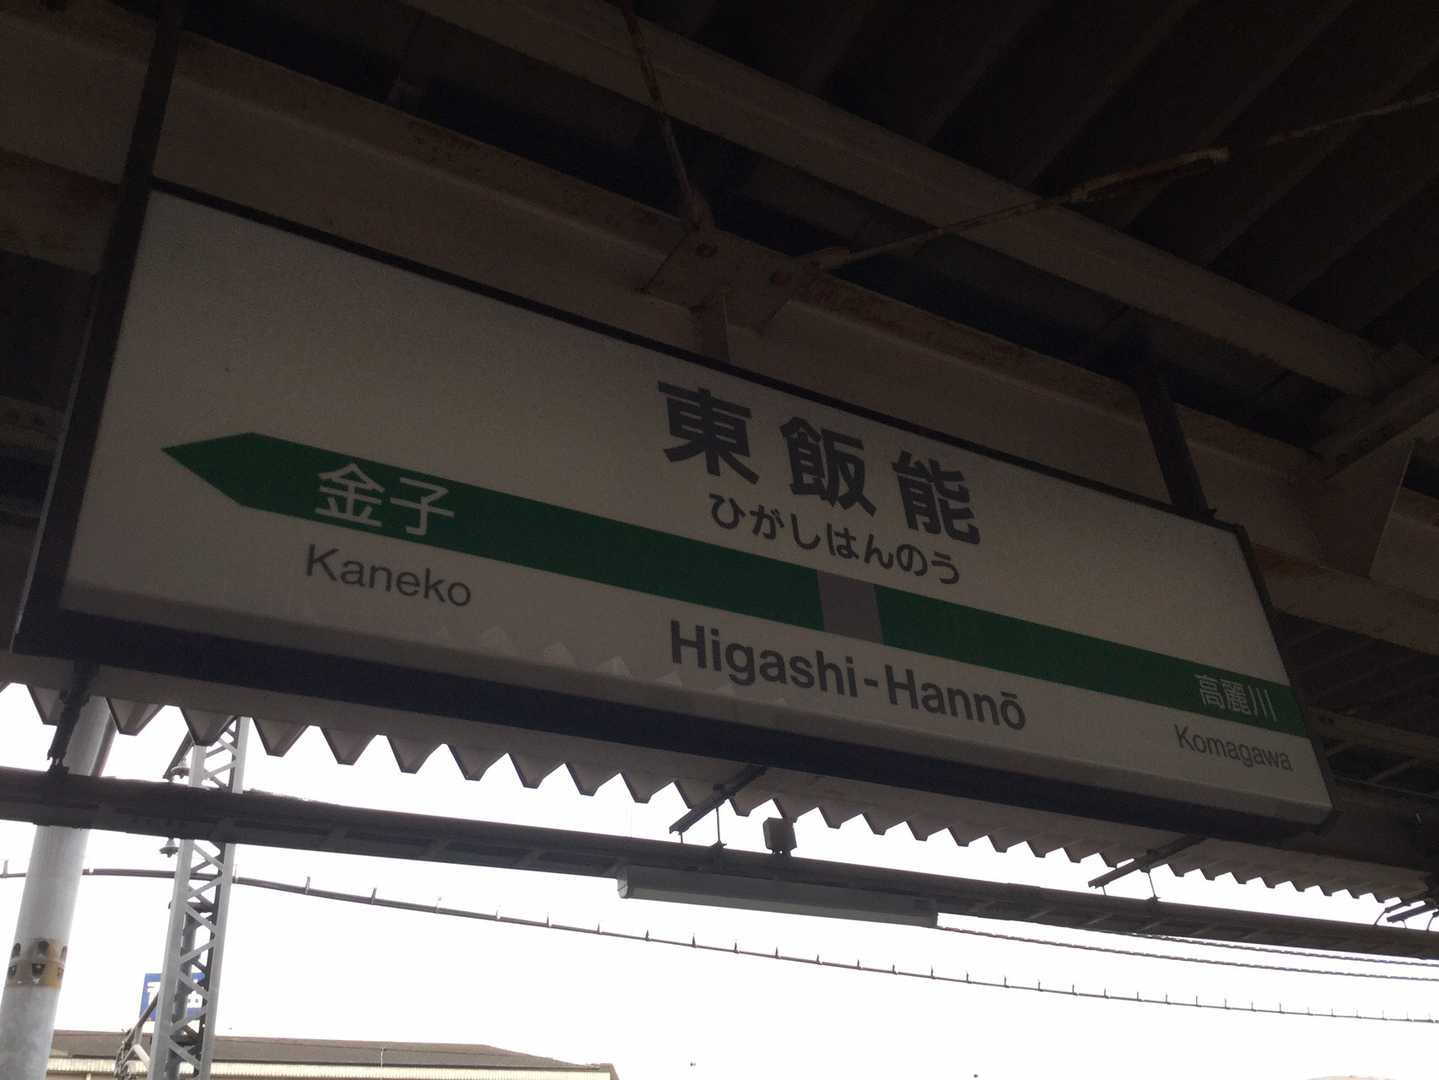 東飯能
ひがしはんのう
金子
Kaneko
Higashi-Hannō
高麗川
Komagawa